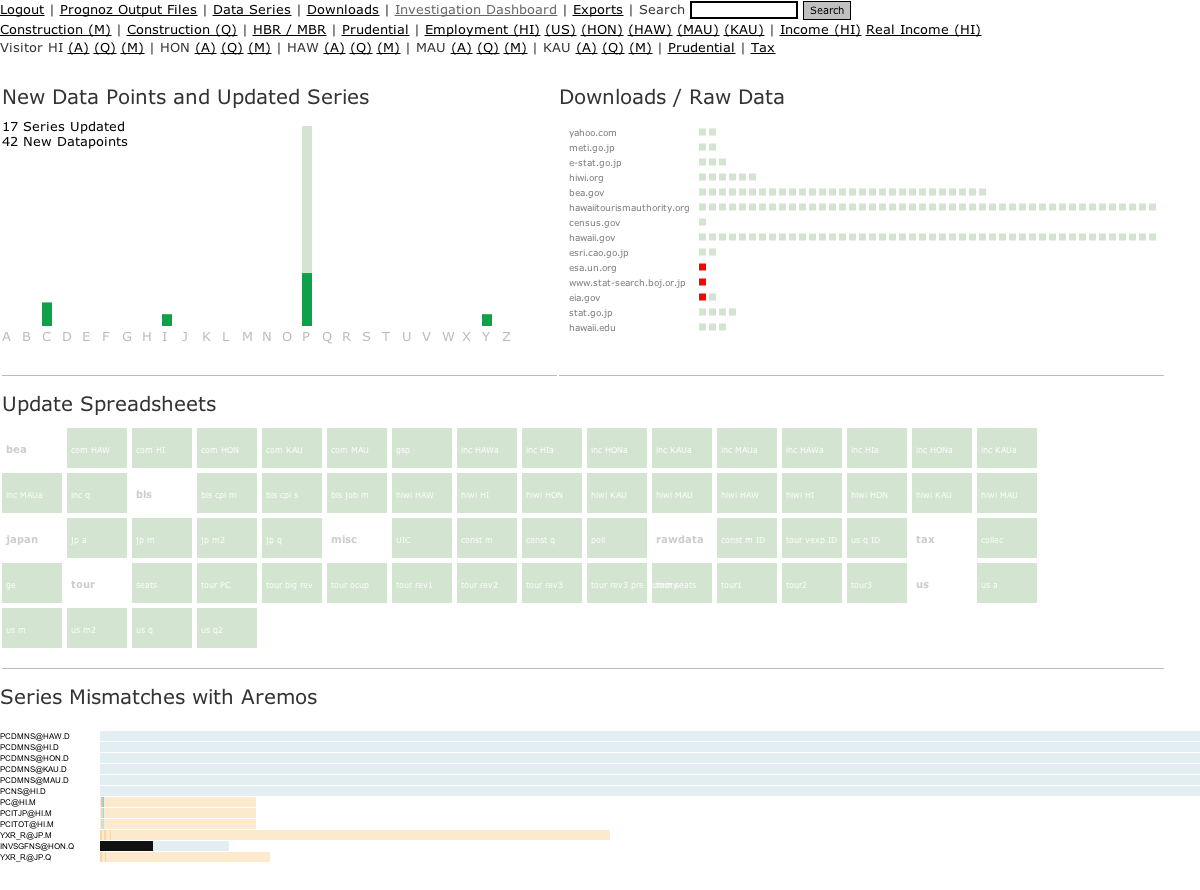 Logout | Prognoz Output Files | Data Series | Downloads | Investigation Dashboard | Exports | Search Search
Construction (M) | Construction (Q) | HBR / MBR | Prudential | Employment (HI) (US) (HON) (HAW) (MAU) (KAU) | Income (HI) Real Income (HI)
Visitor HI (A) (Q) (M) | HON (A) (Q) (M) | HAW (A) (Q) (M) | MAU (A) (Q) (M) | KAU (A) (Q) (M) | Prudential | Tax
New Data Points and Updated Series
17 Series Updated
42 New Datapoints
A B C D E F G H I J K L M N O P Q R S T U V W X Y Z
Downloads / Raw Data
yahoo.com
meti.go.jp
e-stat.go.jp
hiwi.org
bea.gov
hawaiitourismauthority.org
census.gov
hawaii.gov
esri.cao.go.jp
esa.un.org
www.stat-search.boj.or.jp
eia.gov
stat.go.jp
hawaii.edu
Update Spreadsheets
bea com HAW com HI com HON com KAU com MAU gsp inc HAWa inc HIa inc HONa inc KAUa inc MAUa inc HAWa inc HIa inc HONa inc KAUa
inc MAUa inc q bls bls cpi m bls cpi s bls job m hiwi HAW hiwi HI hiwi HON hiwi KAU hiwi MAU hiwi HAW hiwi HI hiwi HON hiwi KAU hiwi MAU
japan jp a jp m jp m2 jp q misc UIC const m const q poli rawdata const m ID tour vexp ID us q ID tax collec
ge tour seats tour PC tour big rev tour ocup tour rev1 tour rev2 tour rev3 tour rev3 pre tour seats tour1 tour2 tour3 us us a
us m us m2 us q us q2
Series Mismatches with Aremos
PCDMNS@HAW.D
PCDMNS@HI.D
PCDMNS@HON.D
PCDMNS@KAU.D
PCDMNS@MAU.D
PCNS@HI.D
PC@HI.M
PCITJP@HI.M
PCITOT@HI.M
YXR_R@JP.M
INVSGFNS@HON.Q
YXR_R@JP.Q